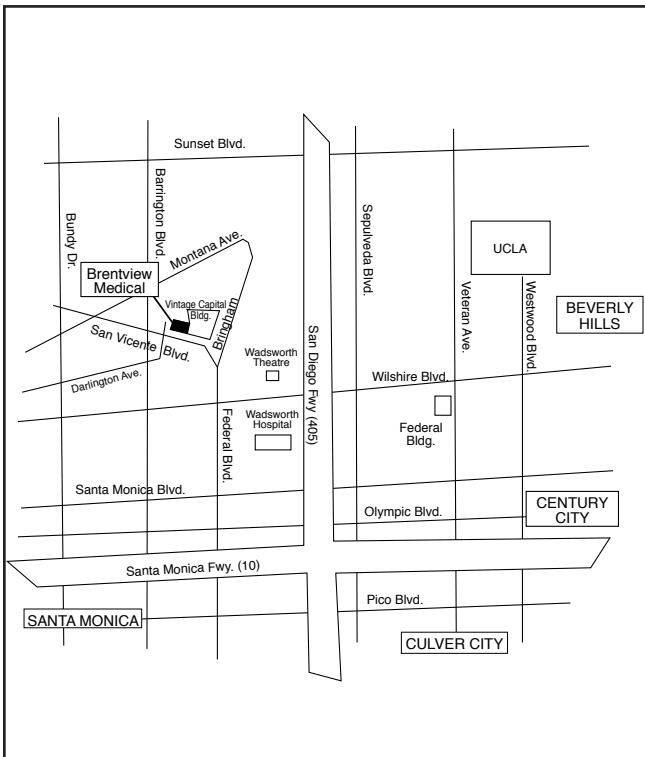 Sunset Blvd.
Bundy Dr.
Barrington Blvd.
Montana Ave.
Brentview
Medical
Vintage Capital
Bldg.
Bringham
San Vicente Blvd.
Darlington Ave.
Wadsworth
Theatre
Federal Blvd.
Wadsworth
Hospital
San Diego Fwy (405)
Sepulveda Blvd.
Veteran Ave.
UCLA
Westwood Blvd.
BEVERLY
HILLS
Wilshire Blvd.
Federal
Bldg.
Santa Monica Blvd.
Olympic Blvd.
CENTURY
CITY
Santa Monica Fwy. (10)
Pico Blvd.
SANTA MONICA
CULVER CITY